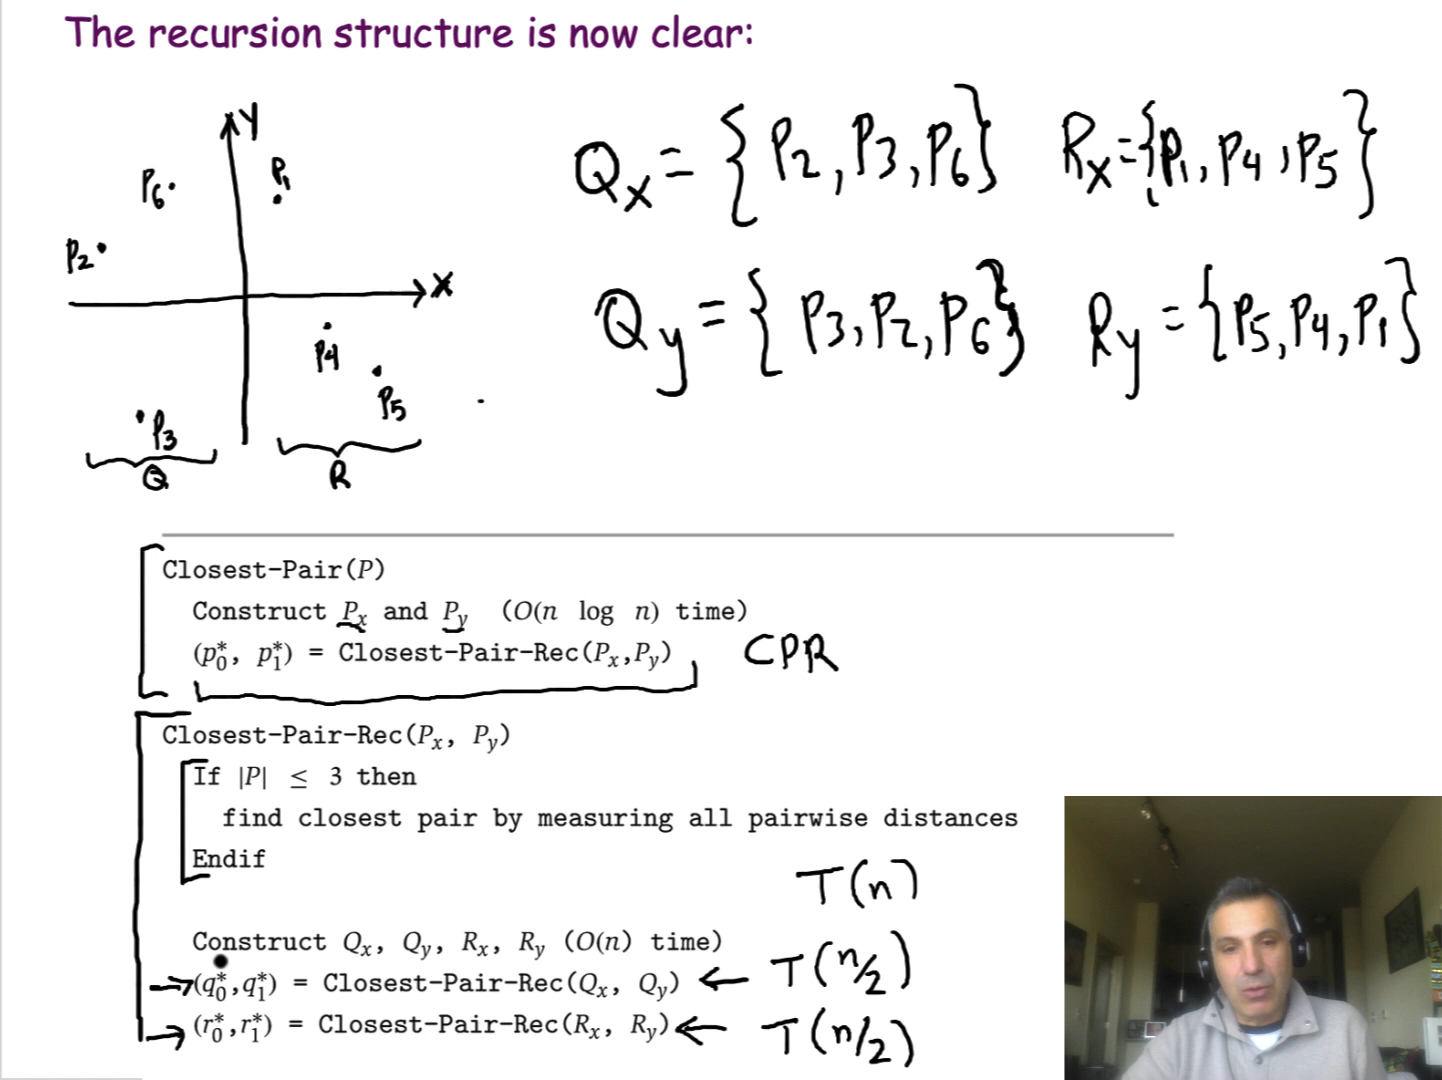 The recursion structure is now clear:
Y
P6
P1
P2
X
P4
P5
P3
Q
R
Qx = { P2, P3, P6}
Rx = {P1, P4, P5}
Qy = { P3, P2, P6}
Ry = {P5, P4, P1}
Closest-Pair(P)
Construct Px and Py (O(n log n) time)
(p0*, p1*) = Closest-Pair-Rec(Px,Py)
CPR
Closest-Pair-Rec(Px, Py)
If |P| ≤ 3 then
find closest pair by measuring all pairwise distances
Endif
T(n)
Construct Qx, Qy, Rx, Ry (O(n) time)
→ (q0*,q1*) = Closest-Pair-Rec(Qx, Qy) ← T(n/2)
→ (r0*,r1*) = Closest-Pair-Rec(Rx, Ry) ← T(n/2)